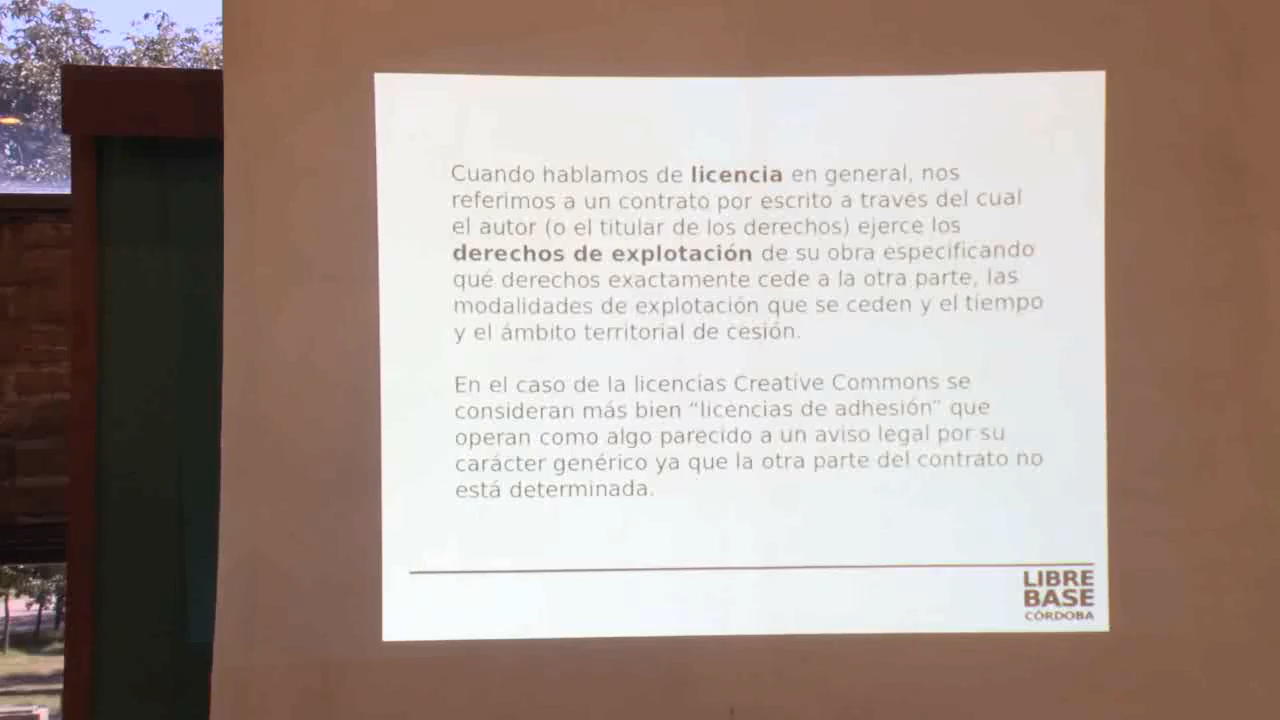 Cuando hablamos de licencia en general, nos
referimos a un contrato por escrito a través del cual
el autor (o el titular de los derechos) ejerce los
derechos de explotación de su obra especificando
qué derechos exactamente cede a la otra parte, las
modalidades de explotación que se ceden y el tiempo
y el ámbito territorial de cesión.
En el caso de la licencias Creative Commons se
consideran más bien “licencias de adhesión” que
operan como algo parecido a un aviso legal por su
carácter genérico ya que la otra parte del contrato no
está determinada.
LIBRE
BASE
CÓRDOBA